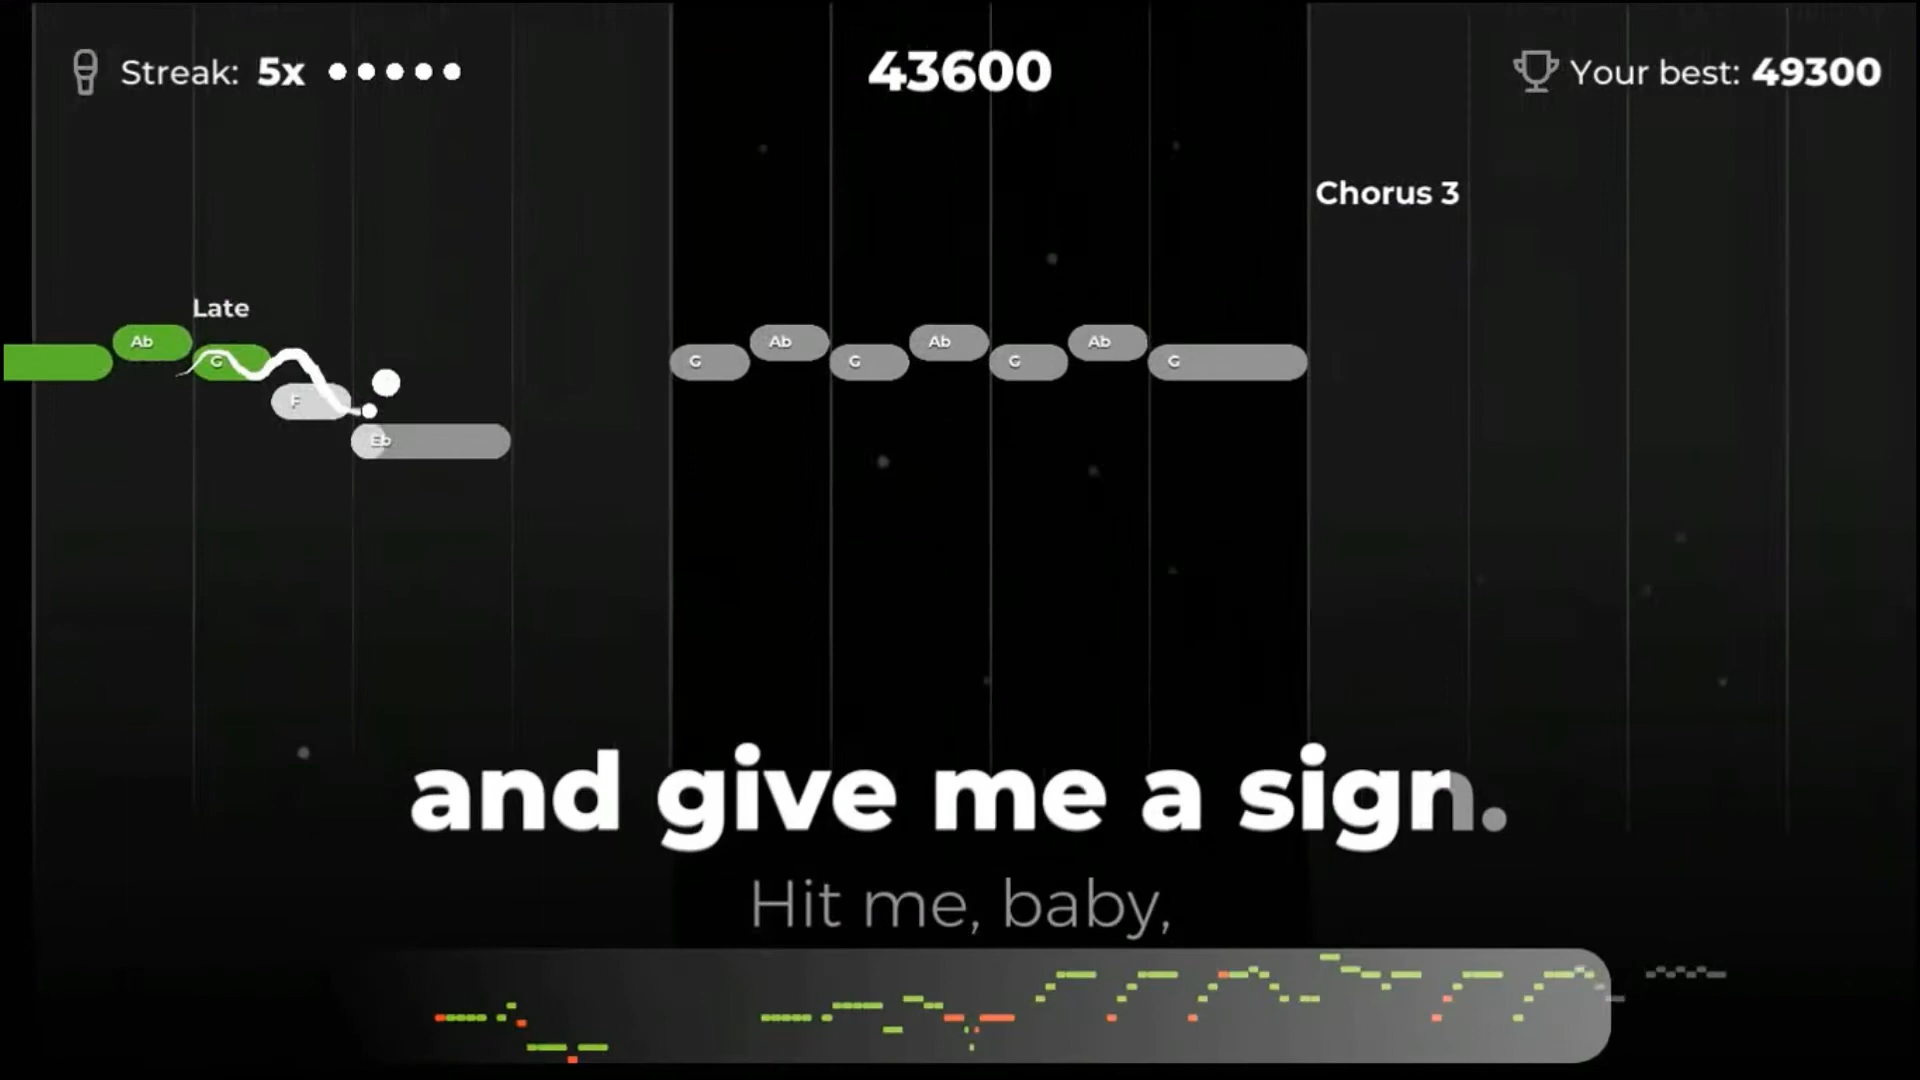 Streak: 5x
43600
Your best: 49300
Chorus 3
Late
Ab
G
F
Eb
G
Ab
G
Ab
G
Ab
G
and give me a sign.
Hit me, baby,